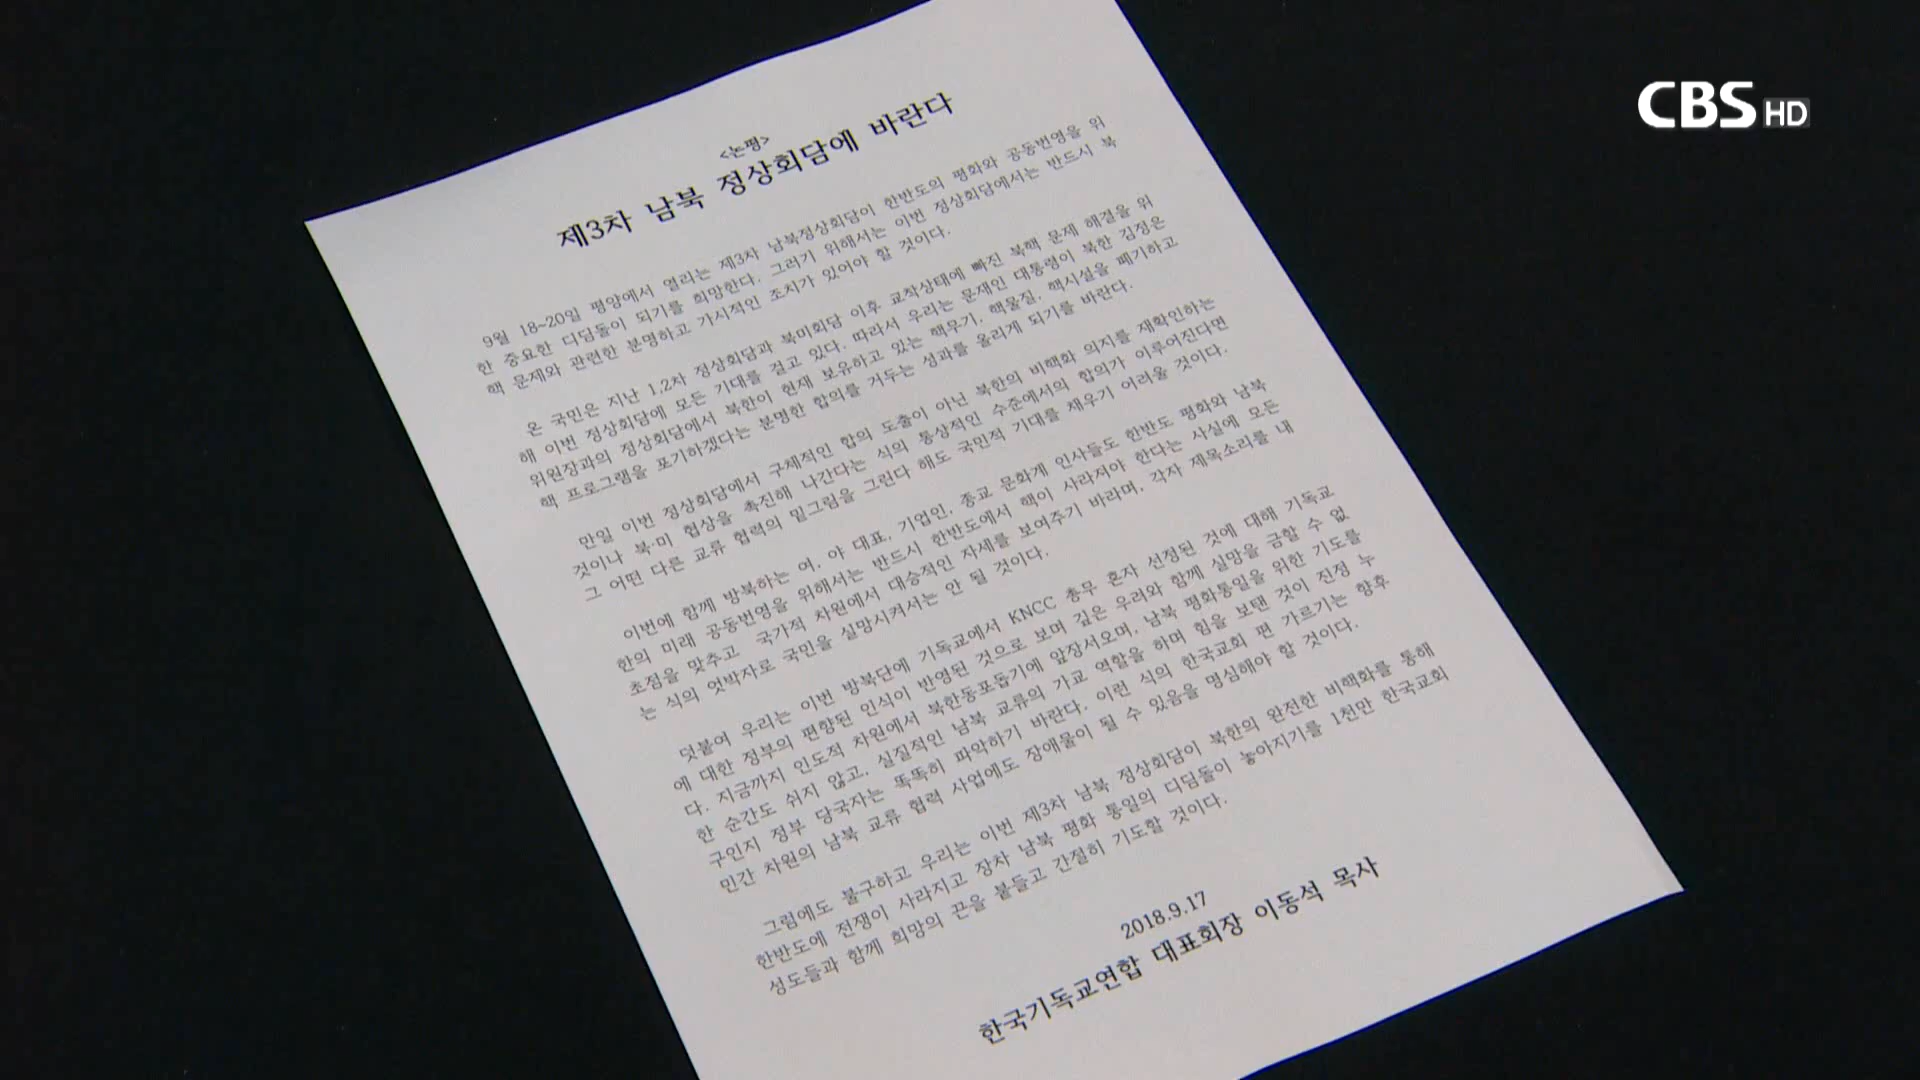 CBS HD
<논평>
제3차 남북 정상회담에 바란다
9월 18~20일 평양에서 열리는 제3차 남북정상회담이 한반도의 평화와 공동번영을 위
한 중요한 디딤돌이 되기를 희망한다. 그러기 위해서는 이번 정상회담에서는 반드시 북
핵 문제와 관련한 분명하고 가시적인 조치가 있어야 할 것이다.
온 국민은 지난 1,2차 정상회담과 북미회담 이후 교착상태에 빠진 북핵 문제 해결을 위
해 이번 정상회담에 모든 기대를 걸고 있다. 따라서 우리는 문재인 대통령이 북한 김정은
위원장과의 정상회담에서 북한이 현재 보유하고 있는 핵무기, 핵물질, 핵시설을 폐기하고
핵 프로그램을 포기하겠다는 분명한 합의를 거두는 성과를 올리게 되기를 바란다.
만일 이번 정상회담에서 구체적인 합의 도출이 아닌 북한의 비핵화 의지를 재확인하는
것이나 북·미 협상을 촉진해 나간다는 식의 통상적인 수준에서의 합의가 이루어진다면
그 어떤 다른 교류 협력의 밑그림을 그린다 해도 국민적 기대를 채우기 어려울 것이다.
이번에 함께 방북하는 여, 야 대표, 기업인, 종교 문화계 인사들도 한반도 평화와 남북
한의 미래 공동번영을 위해서는 반드시 한반도에서 핵이 사라져야 한다는 사실에 모든
초점을 맞추고 국가적 차원에서 대승적인 자세를 보여주기 바라며, 각자 제목소리를 내
는 식의 엇박자로 국민을 실망시켜서는 안 될 것이다.
덧붙여 우리는 이번 방북단에 기독교에서 KNCC 총무 혼자 선정된 것에 대해 기독교
에 대한 정부의 편향된 인식이 반영된 것으로 보며 깊은 우려와 함께 실망을 금할 수 없
다. 지금까지 인도적 차원에서 북한동포돕기에 앞장서오며, 남북 평화통일을 위한 기도를
한 순간도 쉬지 않고, 실질적인 남북 교류의 가교 역할을 하며 힘을 보탠 것이 진정 누
구인지 정부 당국자는 똑똑히 파악하기 바란다. 이런 식의 한국교회 편 가르기는 향후
민간 차원의 남북 교류 협력 사업에도 장애물이 될 수 있음을 명심해야 할 것이다.
그럼에도 불구하고 우리는 이번 제3차 남북 정상회담이 북한의 완전한 비핵화를 통해
한반도에 전쟁이 사라지고 장차 남북 평화 통일의 디딤돌이 놓아지기를 1천만 한국교회
성도들과 함께 희망의 끈을 붙들고 간절히 기도할 것이다.
2018.9.17
한국기독교연합 대표회장 이동석 목사